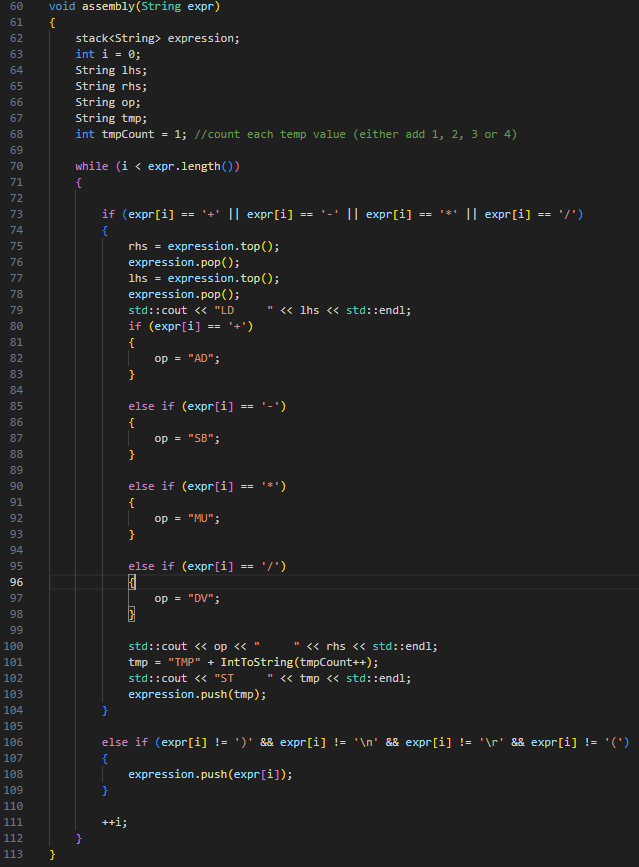 60 void assembly(String expr)
61 {
62     stack<String> expression;
63     int i = 0;
64     String lhs;
65     String rhs;
66     String op;
67     String tmp;
68     int tmpCount = 1; //count each temp value (either add 1, 2, 3 or 4)
69
70     while (i < expr.length())
71     {
72
73         if (expr[i] == '+' || expr[i] == '-' || expr[i] == '*' || expr[i] == '/')
74         {
75             rhs = expression.top();
76             expression.pop();
77             lhs = expression.top();
78             expression.pop();
79             std::cout << "LD     " << lhs << std::endl;
80             if (expr[i] == '+')
81             {
82                 op = "AD";
83             }
84
85             else if (expr[i] == '-')
86             {
87                 op = "SB";
88             }
89
90             else if (expr[i] == '*')
91             {
92                 op = "MU";
93             }
94
95             else if (expr[i] == '/')
96             {
97                 op = "DV";
98             }
99
100             std::cout << op << "     " << rhs << std::endl;
101             tmp = "TMP" + IntToString(tmpCount++);
102             std::cout << "ST     " << tmp << std::endl;
103             expression.push(tmp);
104         }
105
106         else if (expr[i] != ')' && expr[i] != '\n' && expr[i] != '\r' && expr[i] != '(')
107         {
108             expression.push(expr[i]);
109         }
110
111         ++i;
112     }
113 }